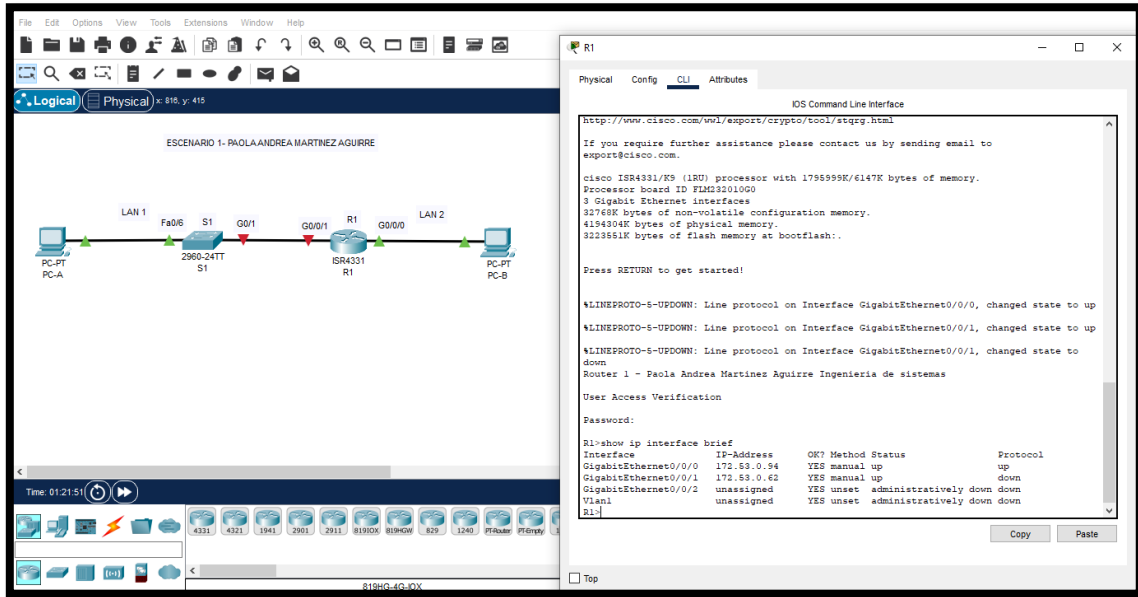 File Edit Options View Tools Extensions Window Help
Logical Physical x: 816, y: 415
ESCENARIO 1- PAOLA ANDREA MARTINEZ AGUIRRE
LAN 1
Fa0/6 S1 G0/1
G0/0/1 R1 G0/0/0
LAN 2
PC-PT
PC-A
2960-24TT
S1
ISR4331
R1
PC-PT
PC-B
Time: 01:21:51
4331 4321 1941 2901 2911 819IOX 819HGW 829 1240 PT-Router PT-Empty
819HG-4G-IOX
R1
Physical Config CLI Attributes
IOS Command Line Interface
http://www.cisco.com/wwl/export/crypto/tool/stqrg.html
If you require further assistance please contact us by sending email to
export@cisco.com.
cisco ISR4331/K9 (1RU) processor with 1795999K/6147K bytes of memory.
Processor board ID FLM232010G0
3 Gigabit Ethernet interfaces
32768K bytes of non-volatile configuration memory.
4194304K bytes of physical memory.
3223551K bytes of flash memory at bootflash:.
Press RETURN to get started!
%LINEPROTO-5-UPDOWN: Line protocol on Interface GigabitEthernet0/0/0, changed state to up
%LINEPROTO-5-UPDOWN: Line protocol on Interface GigabitEthernet0/0/1, changed state to up
%LINEPROTO-5-UPDOWN: Line protocol on Interface GigabitEthernet0/0/1, changed state to
down
Router 1 - Paola Andrea Martinez Aguirre Ingenieria de sistemas
User Access Verification
Password:
R1>show ip interface brief
Interface IP-Address OK? Method Status Protocol
GigabitEthernet0/0/0 172.53.0.94 YES manual up up
GigabitEthernet0/0/1 172.53.0.62 YES manual up down
GigabitEthernet0/0/2 unassigned YES unset administratively down down
Vlan1 unassigned YES unset administratively down down
R1>
Copy Paste
Top